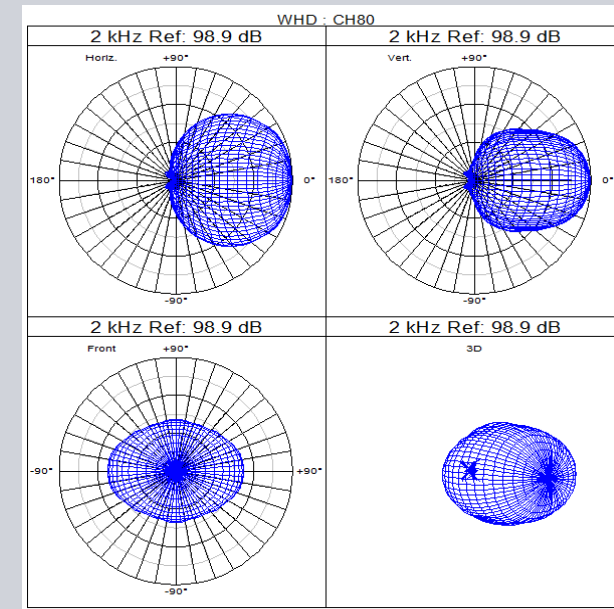 WHD : CH80
2 kHz Ref: 98.9 dB
2 kHz Ref: 98.9 dB
Horiz.
+90°
180°
0°
-90°
Vert.
+90°
180°
0°
-90°
2 kHz Ref: 98.9 dB
2 kHz Ref: 98.9 dB
Front
+90°
-90°
+90°
-90°
3D